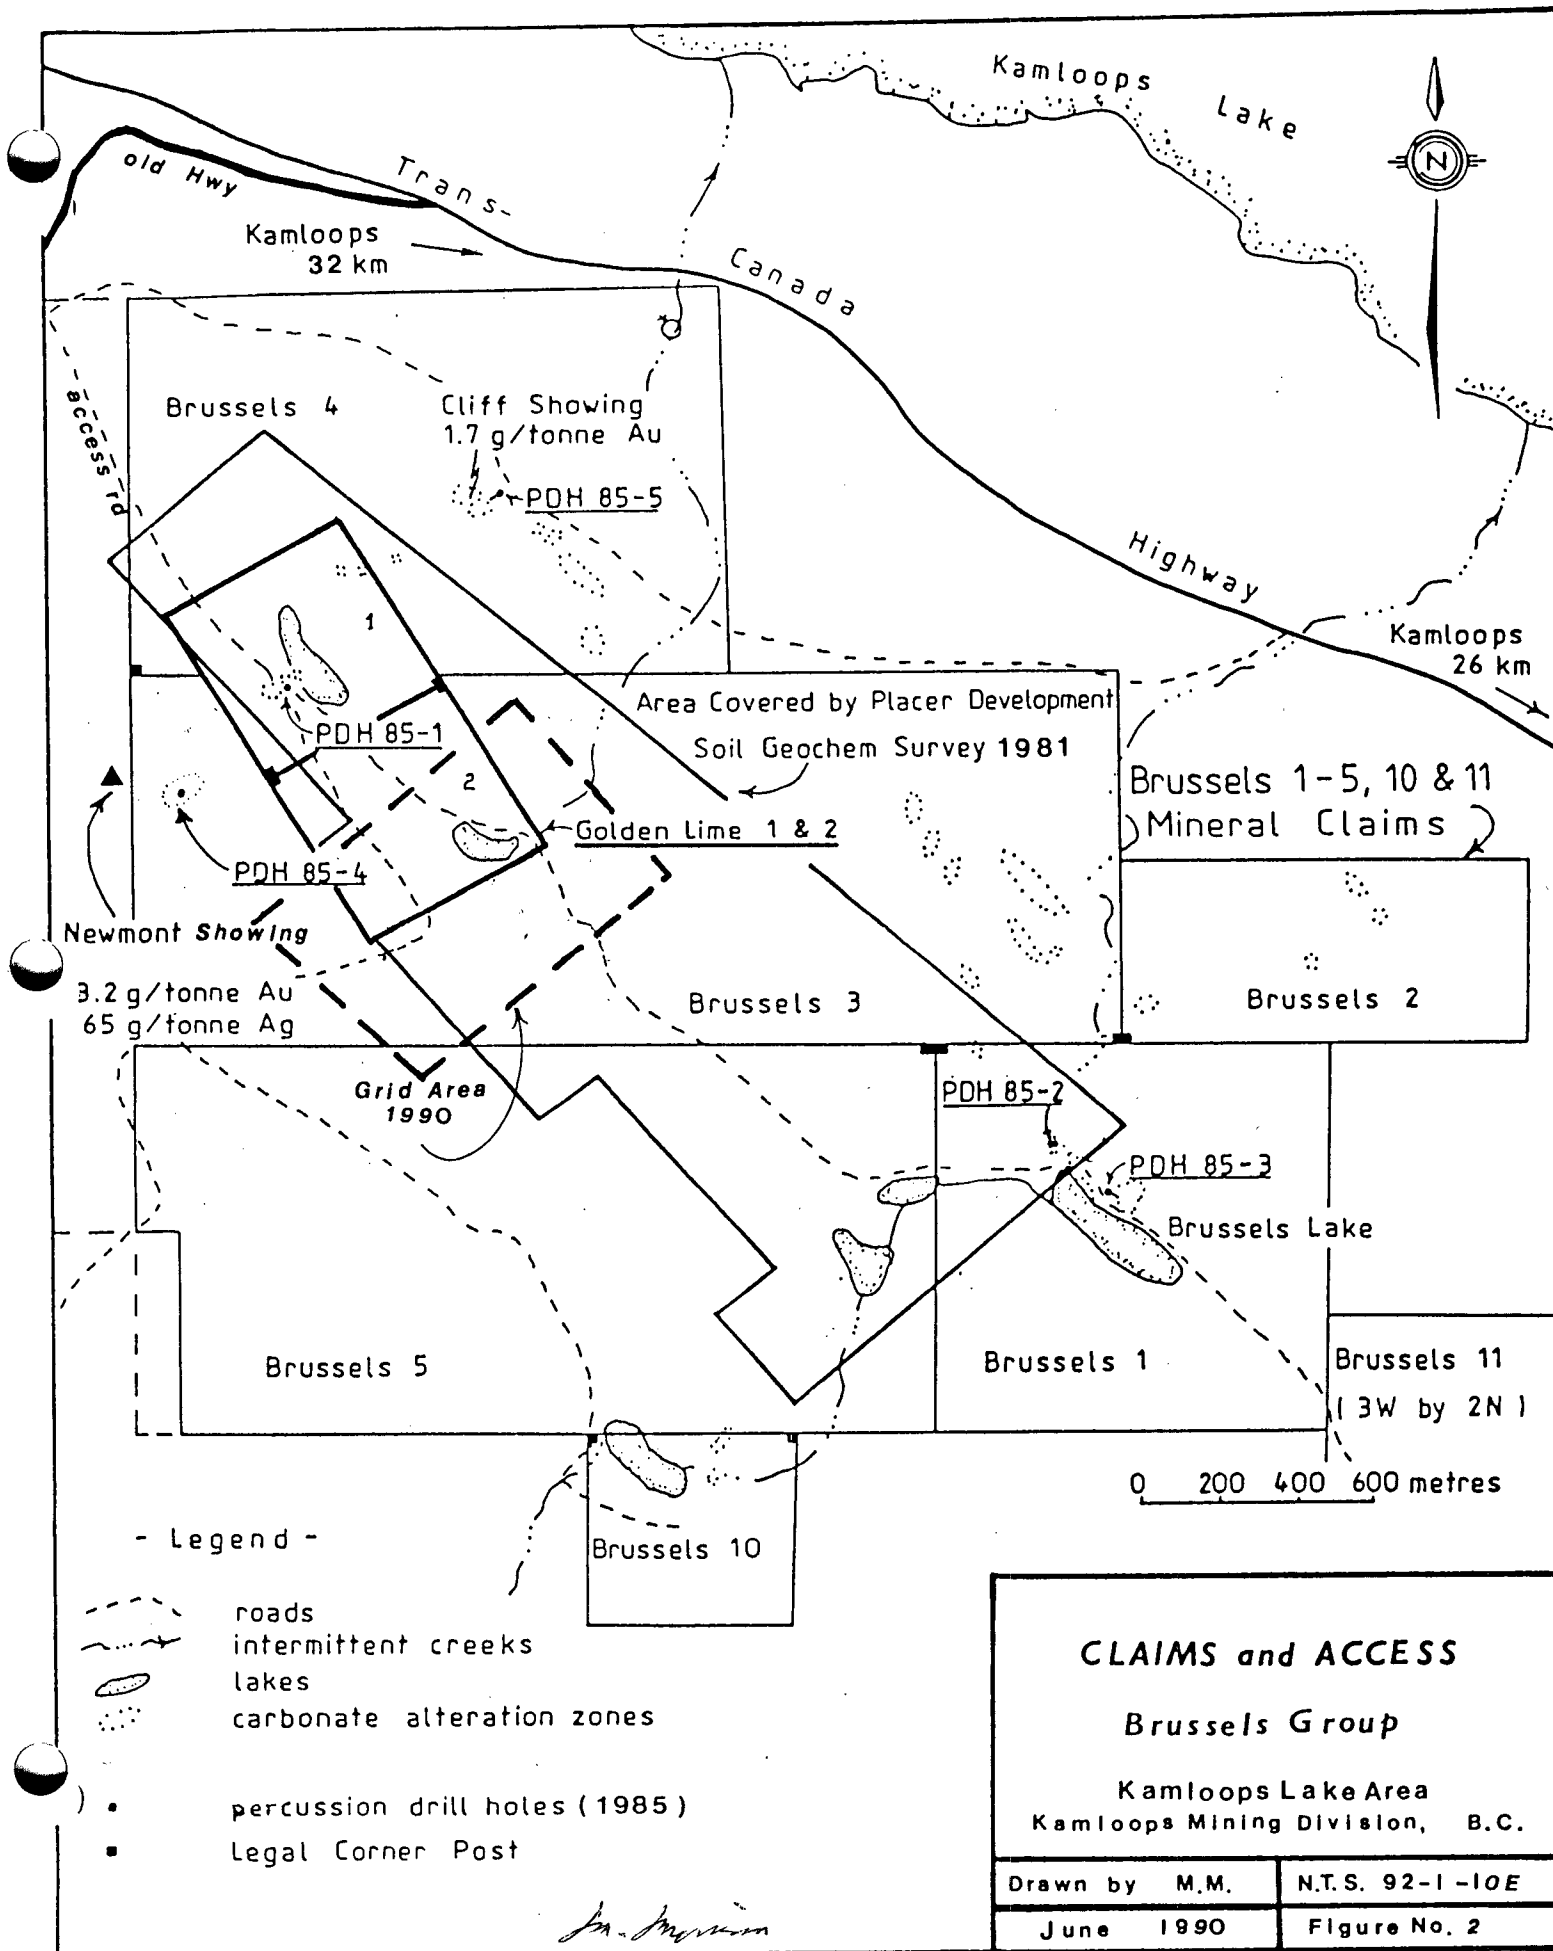 Kamloops
Lake
N
old Hwy
Trans-
Canada
Highway
Kamloops
32 km
access rd
Brussels 4
Cliff Showing
1.7 g/tonne Au
PDH 85-5
1
Kamloops
26 km
Area Covered by Placer Development
Soil Geochem Survey 1981
PDH 85-1
2
Brussels 1-5, 10 & 11
Mineral Claims
Golden Lime 1 & 2
PDH 85-4
Newmont Showing
3.2 g/tonne Au
65 g/tonne Ag
Brussels 3
Brussels 2
Grid Area
1990
PDH 85-2
PDH 85-3
Brussels Lake
Brussels 5
Brussels 1
Brussels 11
( 3W by 2N )
0 200 400 600 metres
Brussels 10
- Legend -
roads
intermittent creeks
lakes
carbonate alteration zones
percussion drill holes (1985)
Legal Corner Post
CLAIMS and ACCESS
Brussels Group
Kamloops Lake Area
Kamloops Mining Division, B.C.
Drawn by M.M.
N.T.S. 92-I-10E
June 1990
Figure No. 2